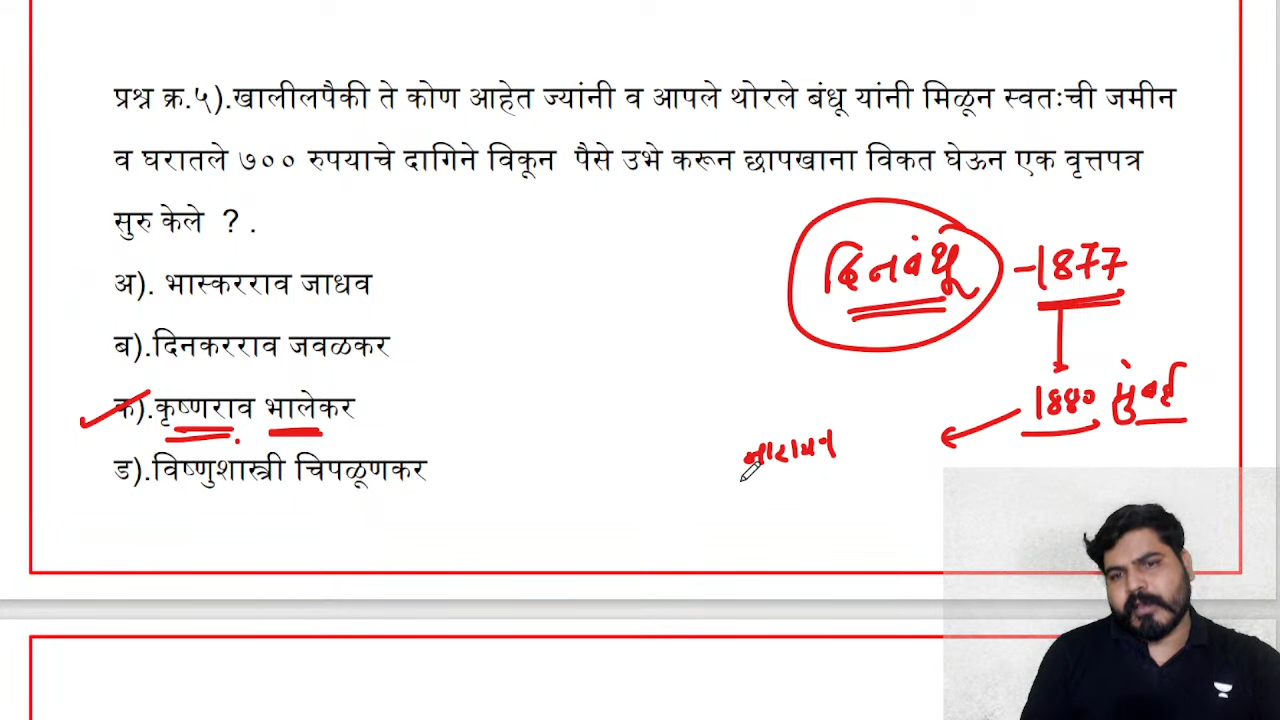 प्रश्न क्र.५).खालीलपैकी ते कोण आहेत ज्यांनी व आपले थोरले बंधू यांनी मिळून स्वतःची जमीन
व घरातले ७०० रुपयाचे दागिने विकून पैसे उभे करून छापखाना विकत घेऊन एक वृत्तपत्र
सुरु केले ? .
दिनबंधू -1877
अ). भास्करराव जाधव
ब).दिनकरराव जवळकर
1880 मुंबई
क).कृष्णराव भालेकर
नारायन
ड).विष्णुशास्त्री चिपळूणकर